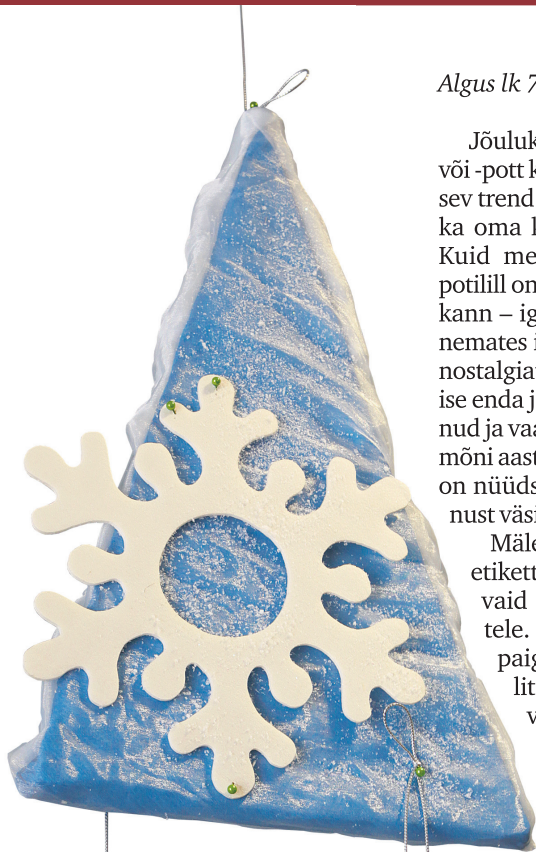 Algus lk 7
Jõuluk
või -pott k
sev trend
ka oma k
Kuid me
potilill on
kann – ig
nemates i
nostalgia
ise enda j
nud ja vaa
mõni aast
on nüüds
nust väsi
Mäle
etikett
vaid
tele.
paig
lit
v